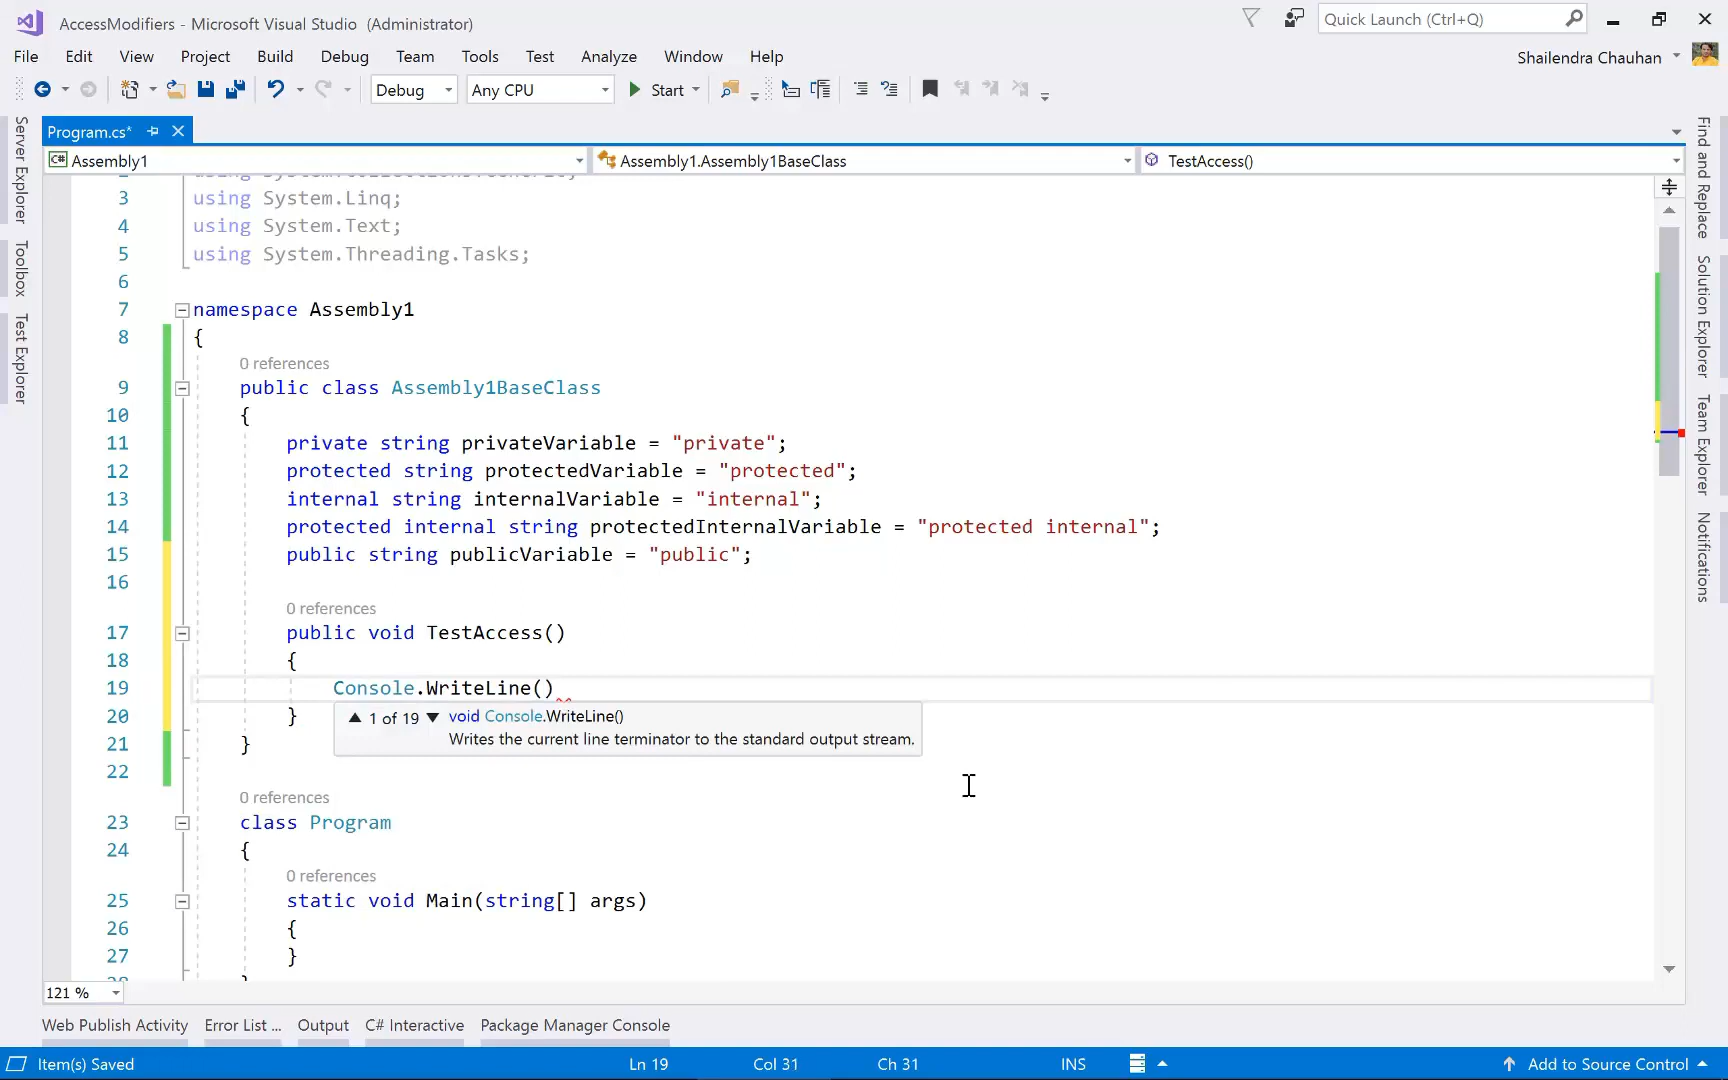 AccessModifiers - Microsoft Visual Studio (Administrator)
Quick Launch (Ctrl+Q)
File Edit View Project Build Debug Team Tools Test Analyze Window Help
Shailendra Chauhan
Debug Any CPU Start
Program.cs*
Assembly1 Assembly1.Assembly1BaseClass TestAccess()
Server Explorer
Toolbox
Test Explorer
3 using System.Linq;
4 using System.Text;
5 using System.Threading.Tasks;
6
7 namespace Assembly1
8 {
0 references
9 public class Assembly1BaseClass
10 {
11 private string privateVariable = "private";
12 protected string protectedVariable = "protected";
13 internal string internalVariable = "internal";
14 protected internal string protectedInternalVariable = "protected internal";
15 public string publicVariable = "public";
16
0 references
17 public void TestAccess()
18 {
19 Console.WriteLine()
20 }
1 of 19 void Console.WriteLine()
Writes the current line terminator to the standard output stream.
21 }
22
0 references
23 class Program
24 {
0 references
25 static void Main(string[] args)
26 {
27 }
Find and Replace
Solution Explorer
Team Explorer
Notifications
121 %
Web Publish Activity Error List ... Output C# Interactive Package Manager Console
Item(s) Saved Ln 19 Col 31 Ch 31 INS Add to Source Control